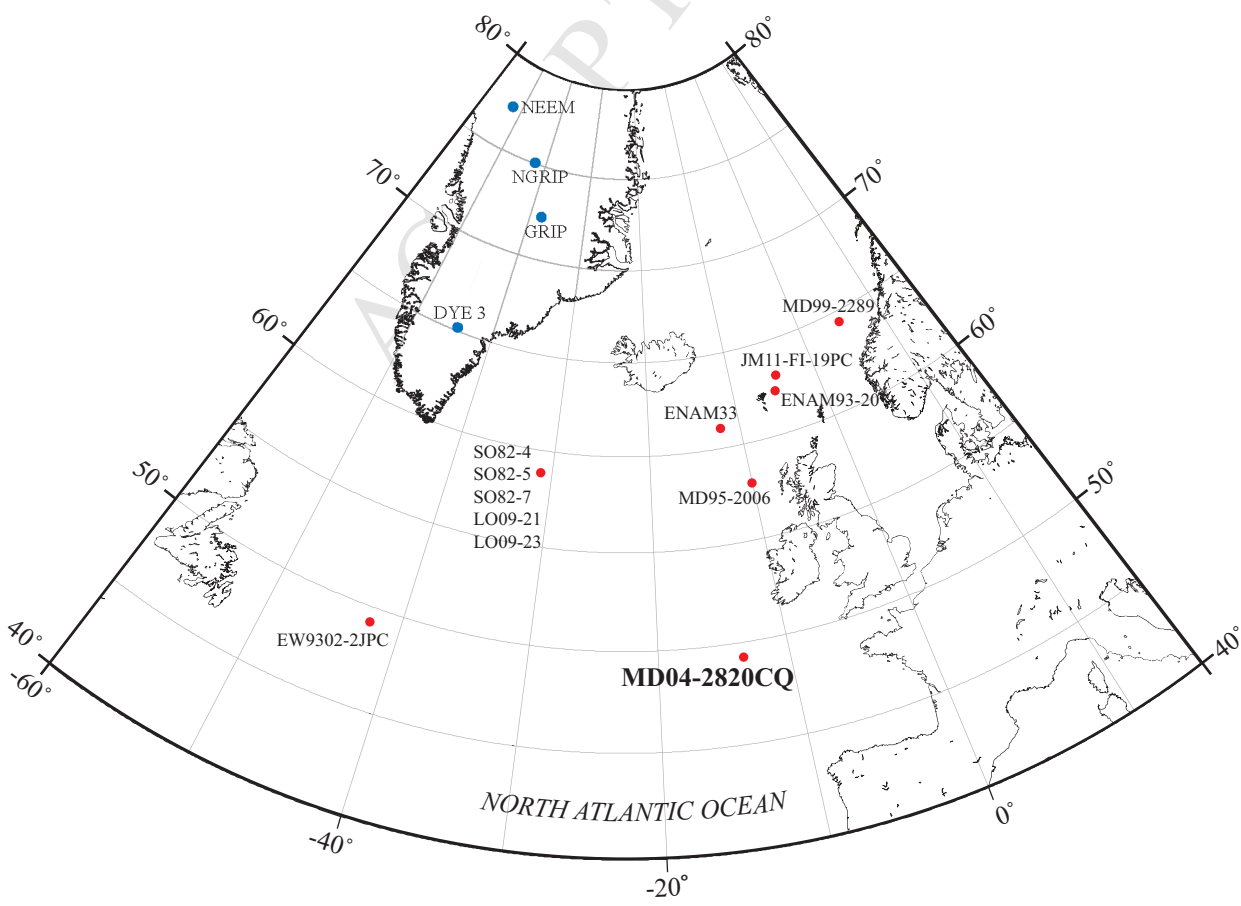 80°
80°
NEEM
NGRIP
70°
70°
GRIP
MD99-2289
DYE 3
60°
60°
JM11-FI-19PC
ENAM93-20
ENAM33
SO82-4
SO82-5
SO82-7
LO09-21
LO09-23
50°
50°
MD95-2006
EW9302-2JPC
MD04-2820CQ
40°
40°
-60°
NORTH ATLANTIC OCEAN
0°
-40°
-20°